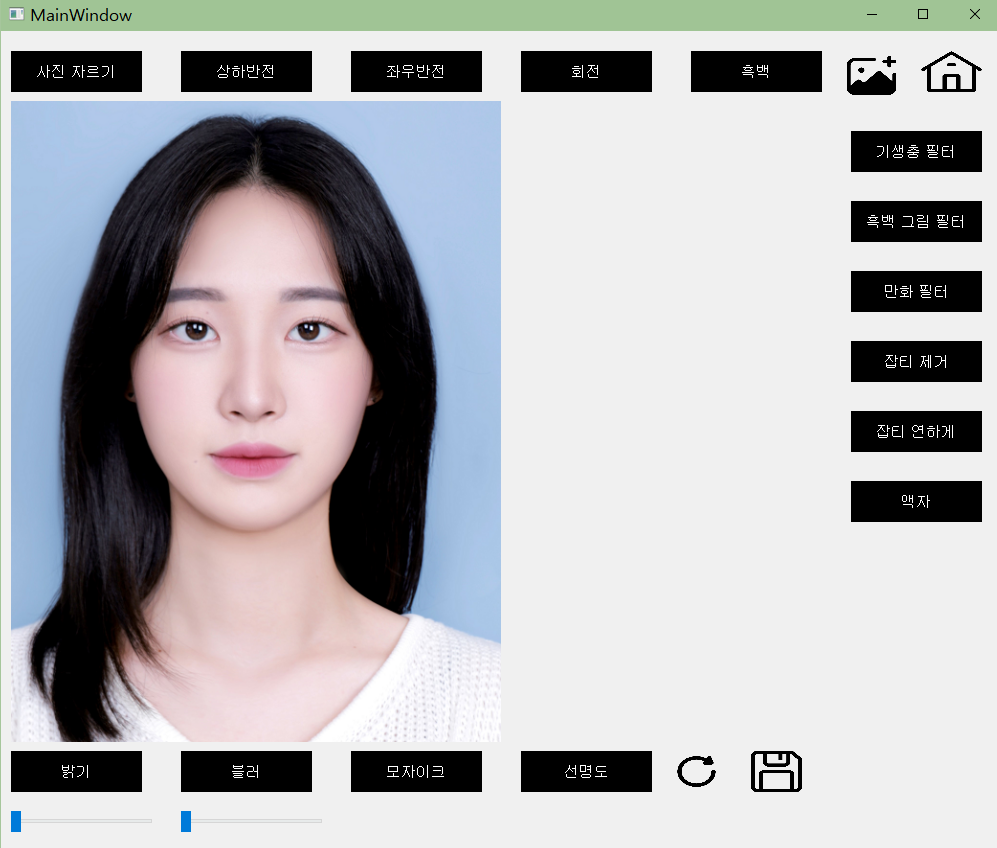 MainWindow
사진 자르기
상하반전
좌우반전
회전
흑백
기생충 필터
흑백 그림 필터
만화 필터
잡티 제거
잡티 연하게
액자
밝기
블러
모자이크
선명도